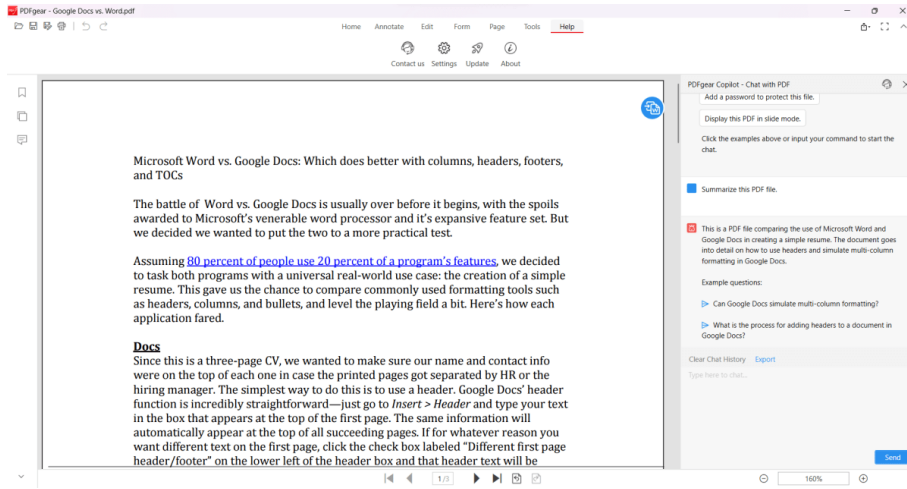 PDFgear - Google Docs vs. Word.pdf
Home Annotate Edit Form Page Tools Help
Contact us Settings Update About
PDFgear Copilot - Chat with PDF
Add a password to protect this file.
Display this PDF in slide mode.
Click the examples above or input your command to start the
chat.
Summarize this PDF file.
This is a PDF file comparing the use of Microsoft Word and
Google Docs in creating a simple resume. The document goes
into detail on how to use headers and simulate multi-column
formatting in Google Docs.
Example questions:
Can Google Docs simulate multi-column formatting?
What is the process for adding headers to a document in
Google Docs?
Clear Chat History Export
Type here to chat...
Send
Microsoft Word vs. Google Docs: Which does better with columns, headers, footers,
and TOCs
The battle of Word vs. Google Docs is usually over before it begins, with the spoils
awarded to Microsoft's venerable word processor and it's expansive feature set. But
we decided we wanted to put the two to a more practical test.
Assuming 80 percent of people use 20 percent of a program's features, we decided
to task both programs with a universal real-world use case: the creation of a simple
resume. This gave us the chance to compare commonly used formatting tools such
as headers, columns, and bullets, and level the playing field a bit. Here's how each
application fared.
Docs
Since this is a three-page CV, we wanted to make sure our name and contact info
were on the top of each one in case the printed pages got separated by HR or the
hiring manager. The simplest way to do this is to use a header. Google Docs' header
function is incredibly straightforward—just go to Insert > Header and type your text
in the box that appears at the top of the first page. The same information will
automatically appear at the top of all succeeding pages. If for whatever reason you
want different text on the first page, click the check box labeled "Different first page
header/footer" on the lower left of the header box and that header text will be
1/3
160%